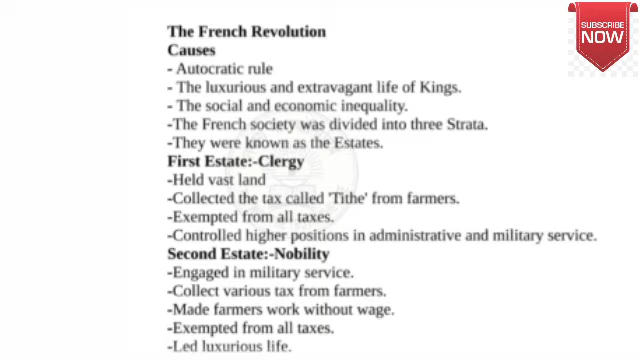 The French Revolution
Causes
- Autocratic rule
- The luxurious and extravagant life of Kings.
- The social and economic inequality.
-The French society was divided into three Strata.
-They were known as the Estates.
First Estate:-Clergy
-Held vast land
-Collected the tax called 'Tithe' from farmers.
-Exempted from all taxes.
-Controlled higher positions in administrative and military service.
Second Estate:-Nobility
-Engaged in military service.
-Collect various tax from farmers.
-Made farmers work without wage.
-Exempted from all taxes.
-Led luxurious life.
SUBSCRIBE
NOW